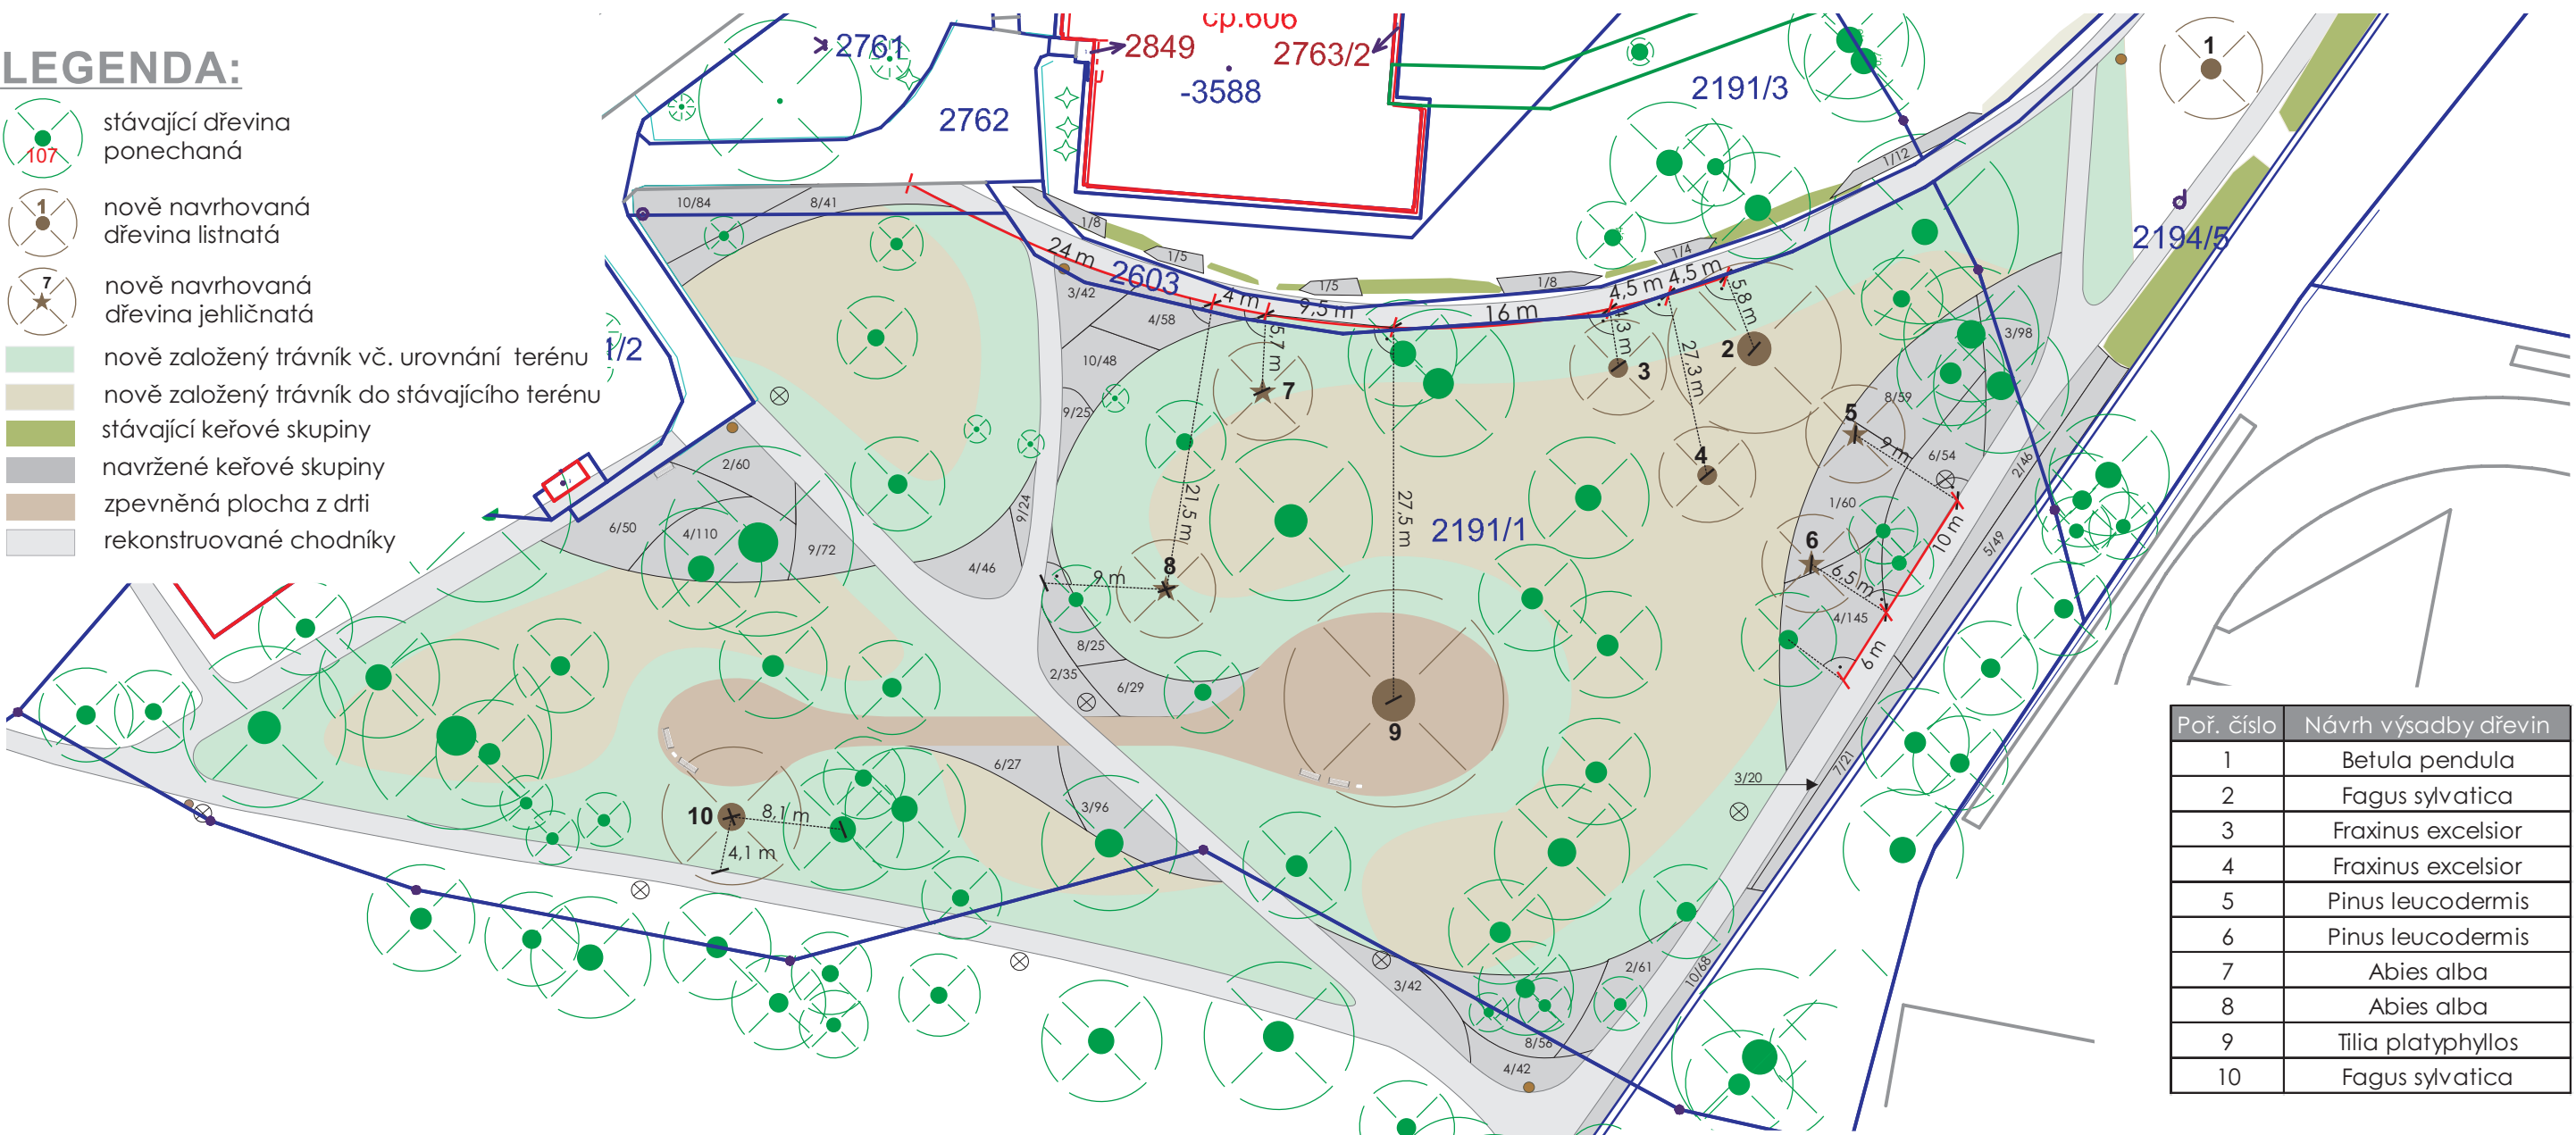 LEGENDA:
107
stávající dřevina
ponechaná
1
nově navrhovaná
dřevina listnatá
7
nově navrhovaná
dřevina jehličnatá
nově založený trávník vč. urovnání terénu
nově založený trávník do stávajícího terénu
stávající keřové skupiny
navržené keřové skupiny
zpevněná plocha z drti
rekonstruované chodníky
čp.606
2761
2849
2763/2
-3588
2762
2191/3
1
1/12
10/84
8/41
1/8
1/5
1/4
2194/5
24 m
2603
3/42
4 m
9,5 m
1/5
1/8
16 m
4,5 m
4,5 m
5,8 m
4/58
5,7 m
4,3 m
2
3
27,3 m
3/98
1/2
10/48
7
9/25
8/59
5
9 m
4
6/54
2/46
2/60
21,5 m
27,5 m
1/60
9/24
6/50
4/110
9/72
2191/1
10 m
5/49
4/46
9 m
8
6
6,5 m
4/145
6 m
8/25
2/35
6/29
9
6/27
3/20
7/21
3/96
10
8,1 m
4,1 m
2/61
10/68
3/42
8/56
4/42
Poř. číslo Návrh výsadby dřevin
1 Betula pendula
2 Fagus sylvatica
3 Fraxinus excelsior
4 Fraxinus excelsior
5 Pinus leucodermis
6 Pinus leucodermis
7 Abies alba
8 Abies alba
9 Tilia platyphyllos
10 Fagus sylvatica